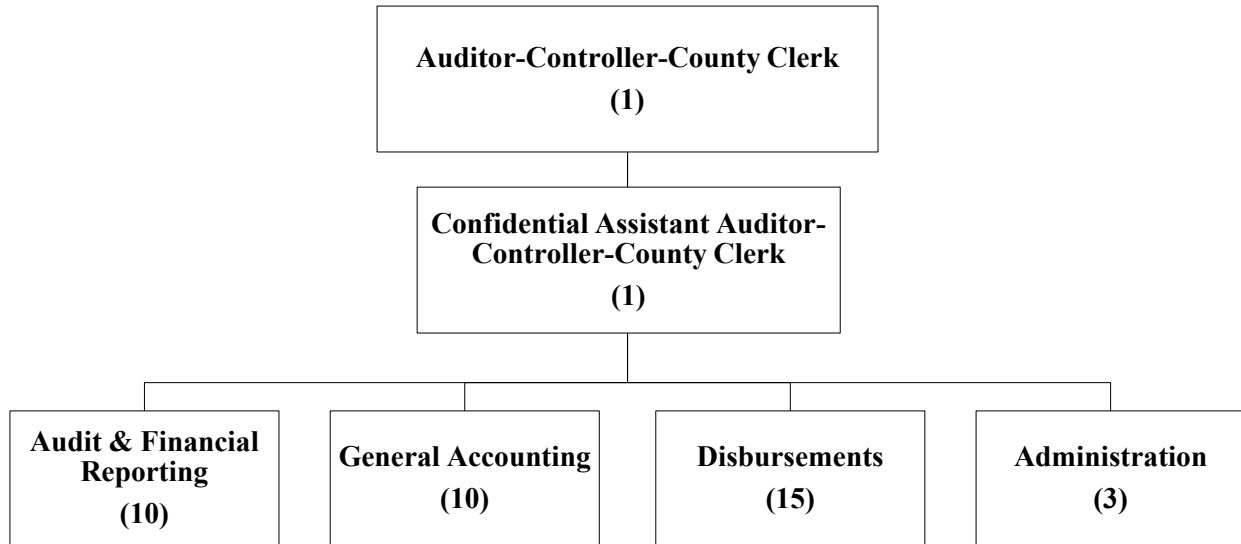 Auditor-Controller-County Clerk
(1)
Confidential Assistant Auditor-
Controller-County Clerk
(1)
Audit & Financial
Reporting
(10)
General Accounting
(10)
Disbursements
(15)
Administration
(3)